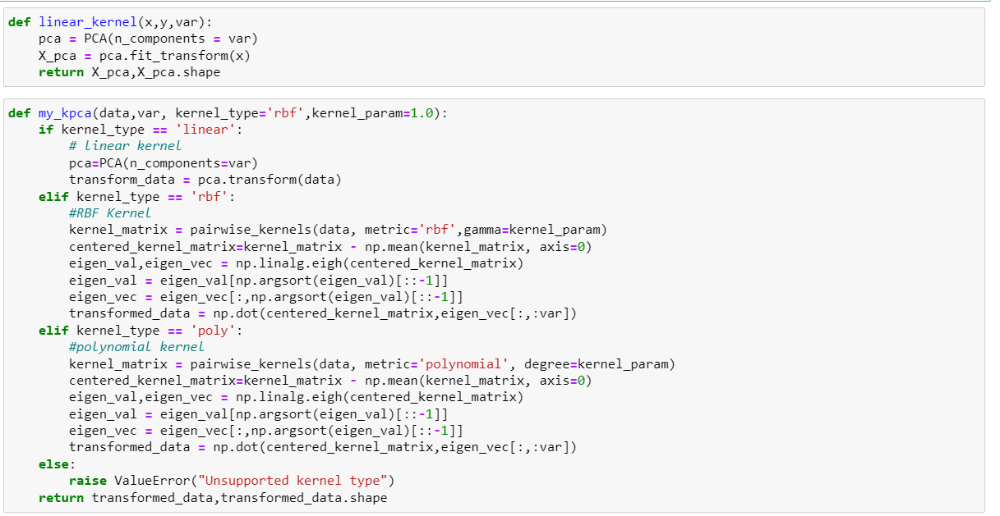 def linear_kernel(x,y,var):
    pca = PCA(n_components = var)
    X_pca = pca.fit_transform(x)
    return X_pca,X_pca.shape
def my_kpca(data,var, kernel_type='rbf',kernel_param=1.0):
    if kernel_type == 'linear':
        # linear kernel
        pca=PCA(n_components=var)
        transform_data = pca.transform(data)
    elif kernel_type == 'rbf':
        #RBF Kernel
        kernel_matrix = pairwise_kernels(data, metric='rbf',gamma=kernel_param)
        centered_kernel_matrix=kernel_matrix - np.mean(kernel_matrix, axis=0)
        eigen_val,eigen_vec = np.linalg.eigh(centered_kernel_matrix)
        eigen_val = eigen_val[np.argsort(eigen_val)[::-1]]
        eigen_vec = eigen_vec[:,np.argsort(eigen_val)[::-1]]
        transformed_data = np.dot(centered_kernel_matrix,eigen_vec[:,:var])
    elif kernel_type == 'poly':
        #polynomial kernel
        kernel_matrix = pairwise_kernels(data, metric='polynomial', degree=kernel_param)
        centered_kernel_matrix=kernel_matrix - np.mean(kernel_matrix, axis=0)
        eigen_val,eigen_vec = np.linalg.eigh(centered_kernel_matrix)
        eigen_val = eigen_val[np.argsort(eigen_val)[::-1]]
        eigen_vec = eigen_vec[:,np.argsort(eigen_val)[::-1]]
        transformed_data = np.dot(centered_kernel_matrix,eigen_vec[:,:var])
    else:
        raise ValueError("Unsupported kernel type")
    return transformed_data,transformed_data.shape